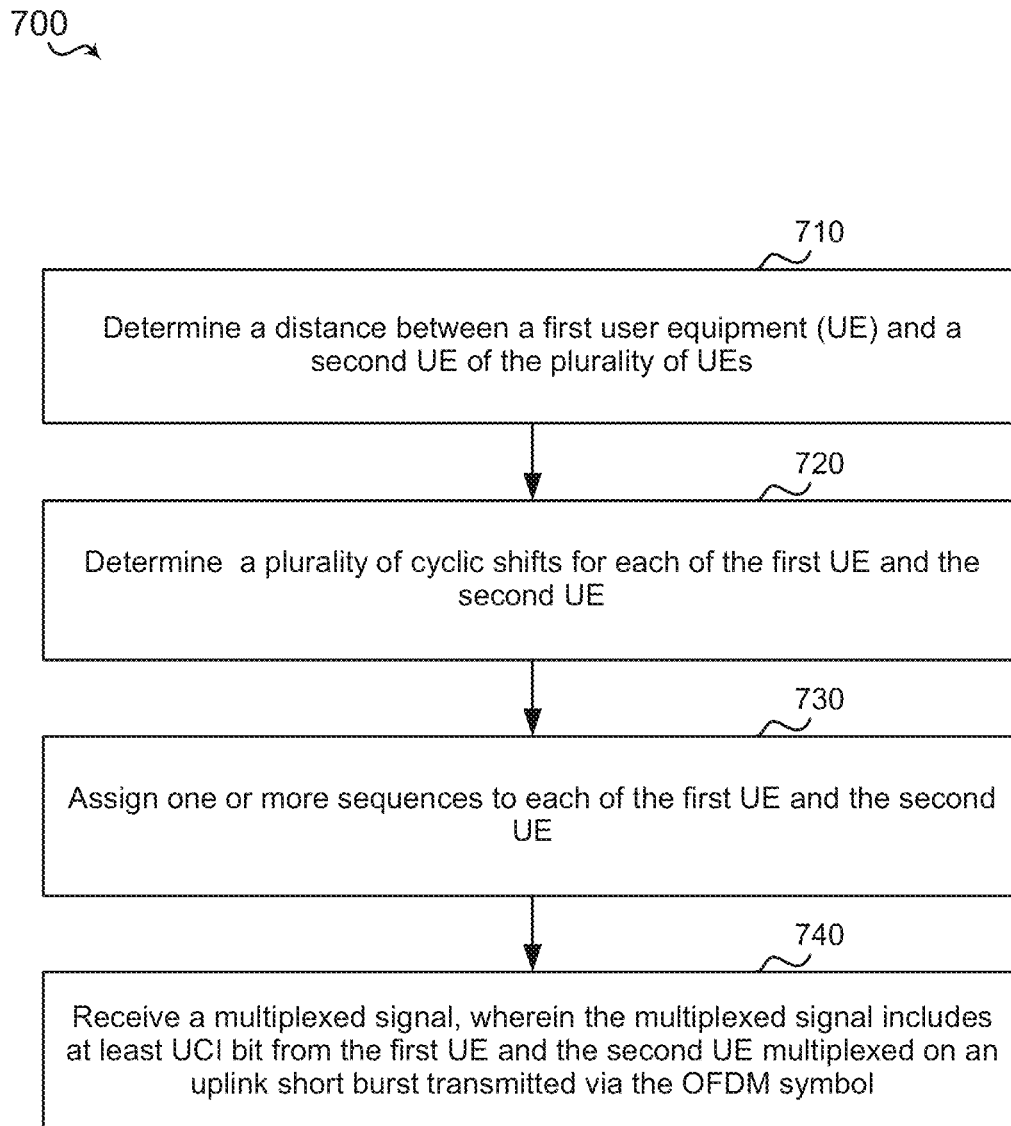 700
710
Determine a distance between a first user equipment (UE) and a
second UE of the plurality of UEs
720
Determine a plurality of cyclic shifts for each of the first UE and the
second UE
730
Assign one or more sequences to each of the first UE and the second
UE
740
Receive a multiplexed signal, wherein the multiplexed signal includes
at least UCI bit from the first UE and the second UE multiplexed on an
uplink short burst transmitted via the OFDM symbol